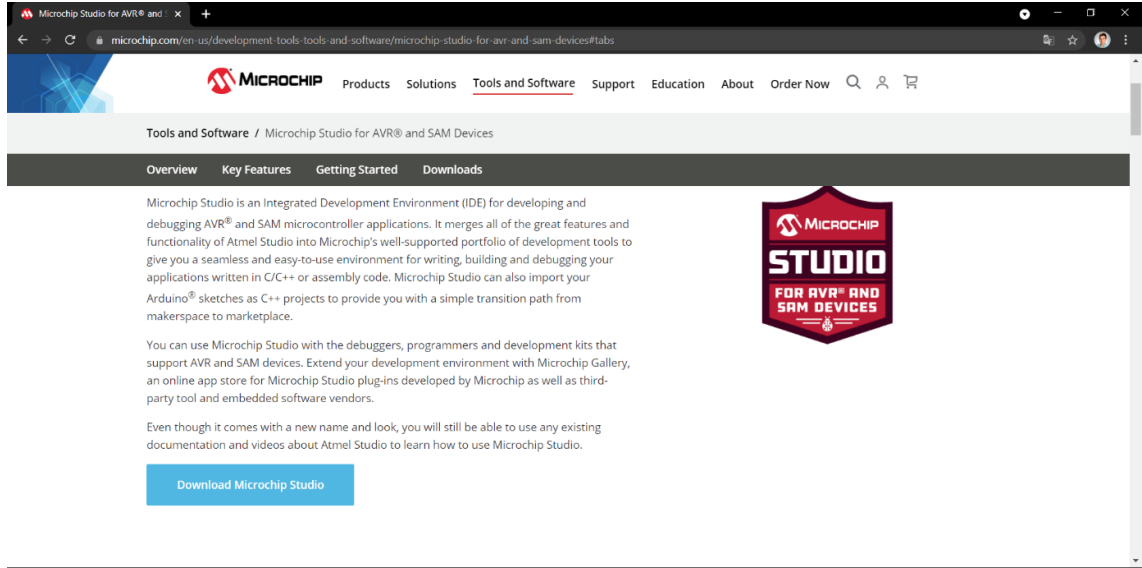 Microchip Studio for AVR® and S
microchip.com/en-us/development-tools-tools-and-software/microchip-studio-for-avr-and-sam-devices#tabs
MICROCHIP Products Solutions Tools and Software Support Education About Order Now
Tools and Software / Microchip Studio for AVR® and SAM Devices
Overview Key Features Getting Started Downloads
Microchip Studio is an Integrated Development Environment (IDE) for developing and
debugging AVR® and SAM microcontroller applications. It merges all of the great features and
functionality of Atmel Studio into Microchip's well-supported portfolio of development tools to
give you a seamless and easy-to-use environment for writing, building and debugging your
applications written in C/C++ or assembly code. Microchip Studio can also import your
Arduino® sketches as C++ projects to provide you with a simple transition path from
makerspace to marketplace.
You can use Microchip Studio with the debuggers, programmers and development kits that
support AVR and SAM devices. Extend your development environment with Microchip Gallery,
an online app store for Microchip Studio plug-ins developed by Microchip as well as third-
party tool and embedded software vendors.
Even though it comes with a new name and look, you will still be able to use any existing
documentation and videos about Atmel Studio to learn how to use Microchip Studio.
Download Microchip Studio
MICROCHIP
STUDIO
FOR AVR® AND
SAM DEVICES